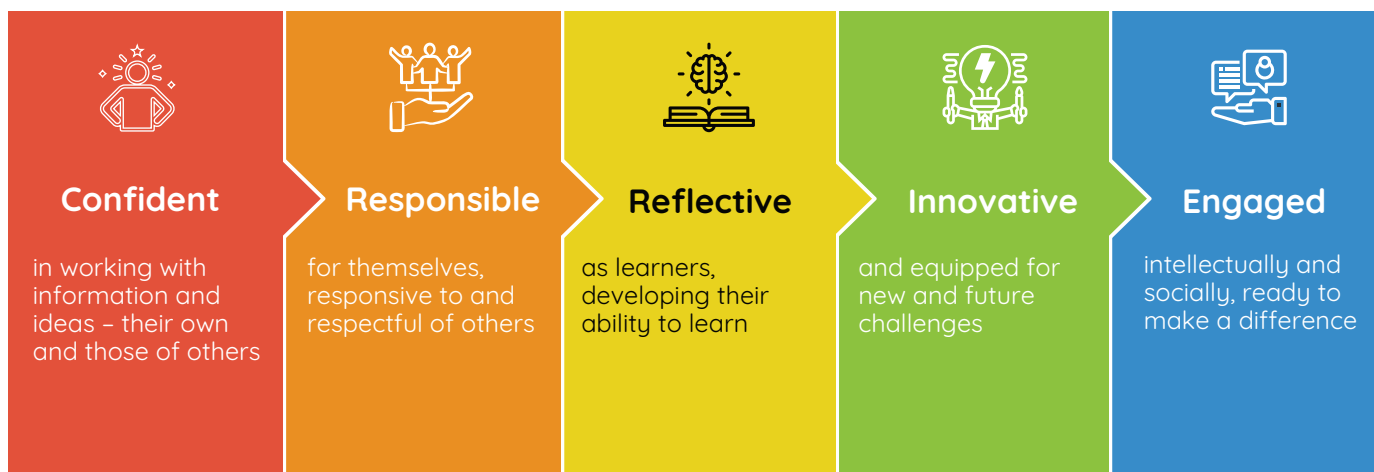 Confident
in working with
information and
ideas – their own
and those of others
Responsible
for themselves,
responsive to and
respectful of others
Reflective
as learners,
developing their
ability to learn
Innovative
and equipped for
new and future
challenges
Engaged
intellectually and
socially, ready to
make a difference